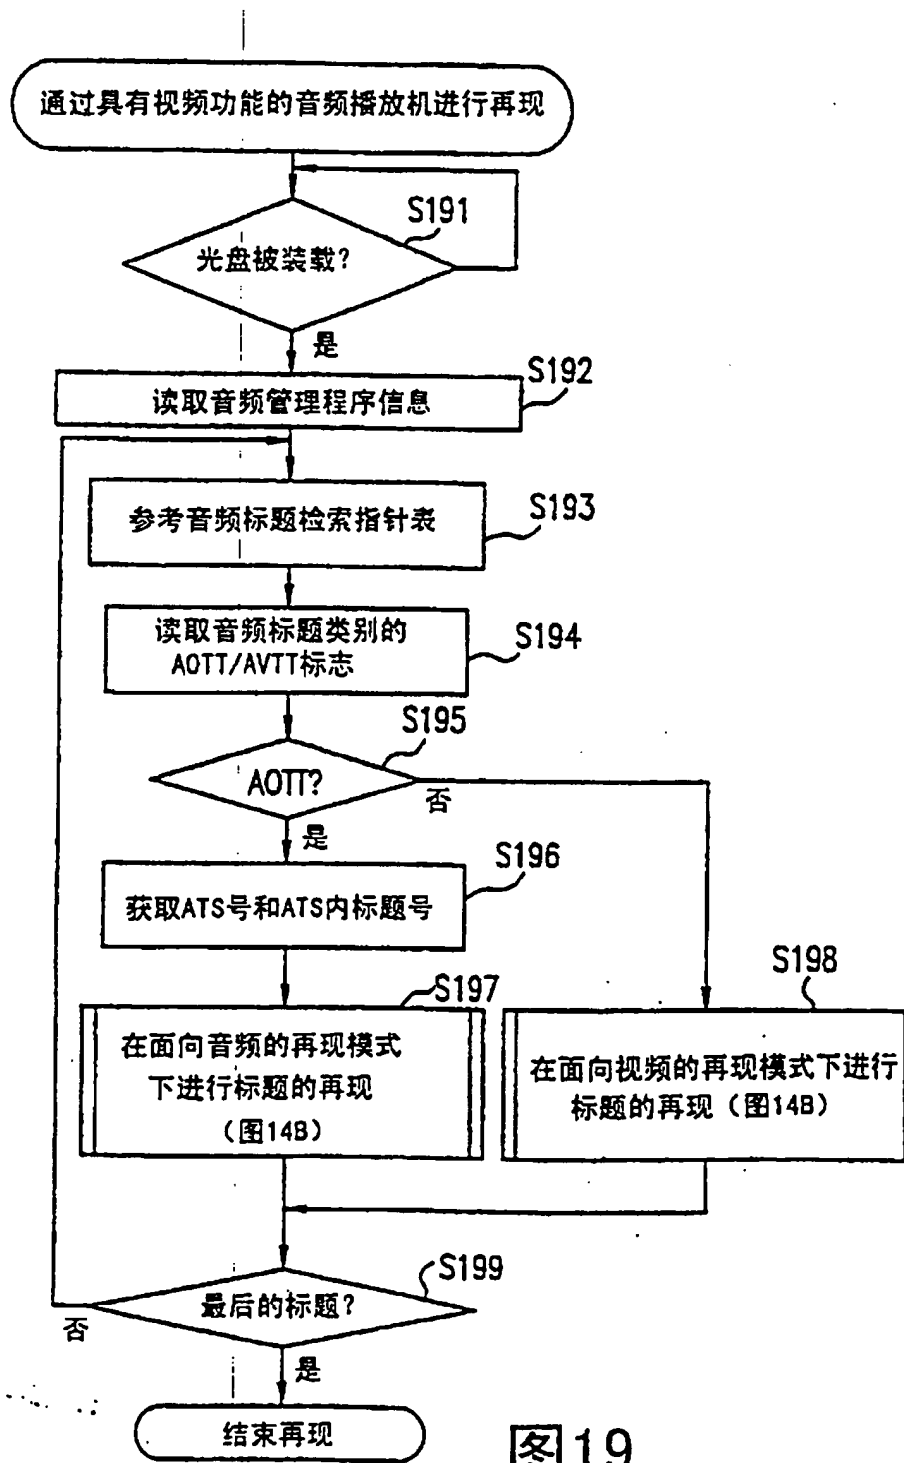 通过具有视频功能的音频播放机进行再现
S191
光盘被装载?
是
S192
读取音频管理程序信息
S193
参考音频标题检索指针表
S194
读取音频标题类别的
AOTT/AVTT标志
S195
AOTT?
否
是
S196
获取ATS号和ATS内标题号
S197
在面向音频的再现模式
下进行标题的再现
(图14B)
S198
在面向视频的再现模式下进行
标题的再现(图14B)
S199
最后的标题?
否
是
结束再现
图19